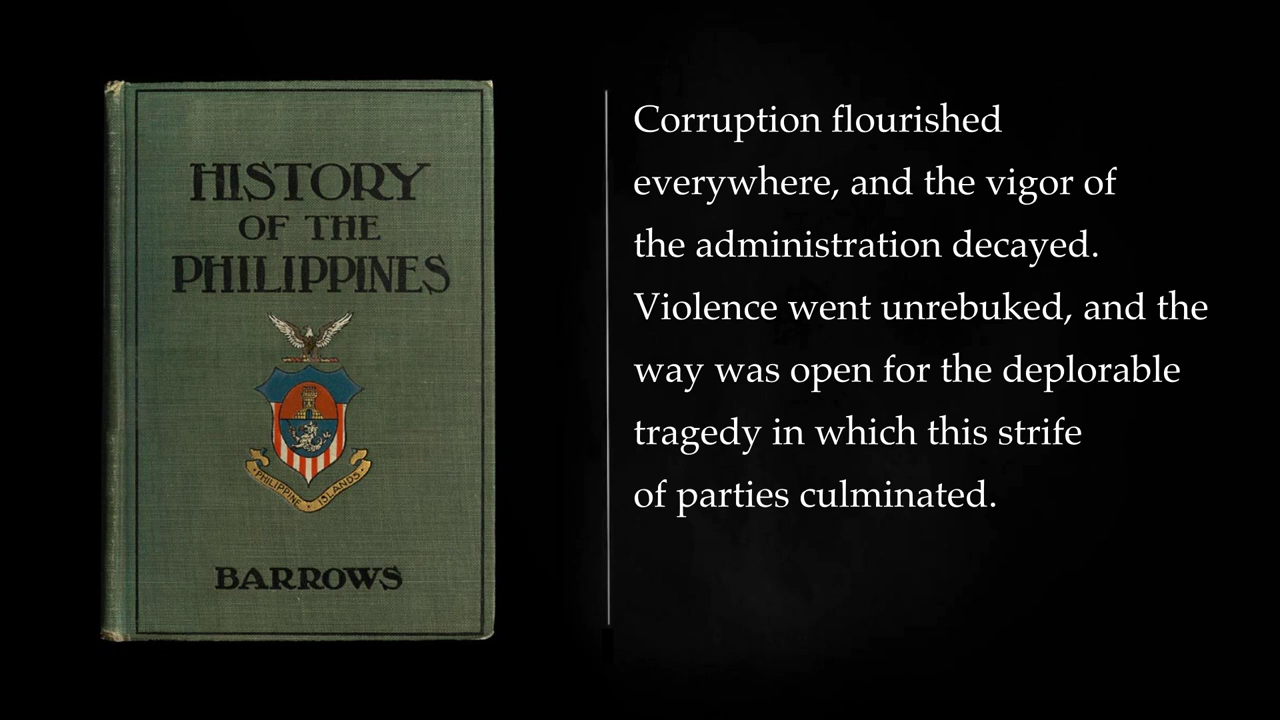 HISTORY
OF THE
PHILIPPINES
PHILIPPINE ISLANDS
BARROWS
Corruption flourished
everywhere, and the vigor of
the administration decayed.
Violence went unrebuked, and the
way was open for the deplorable
tragedy in which this strife
of parties culminated.